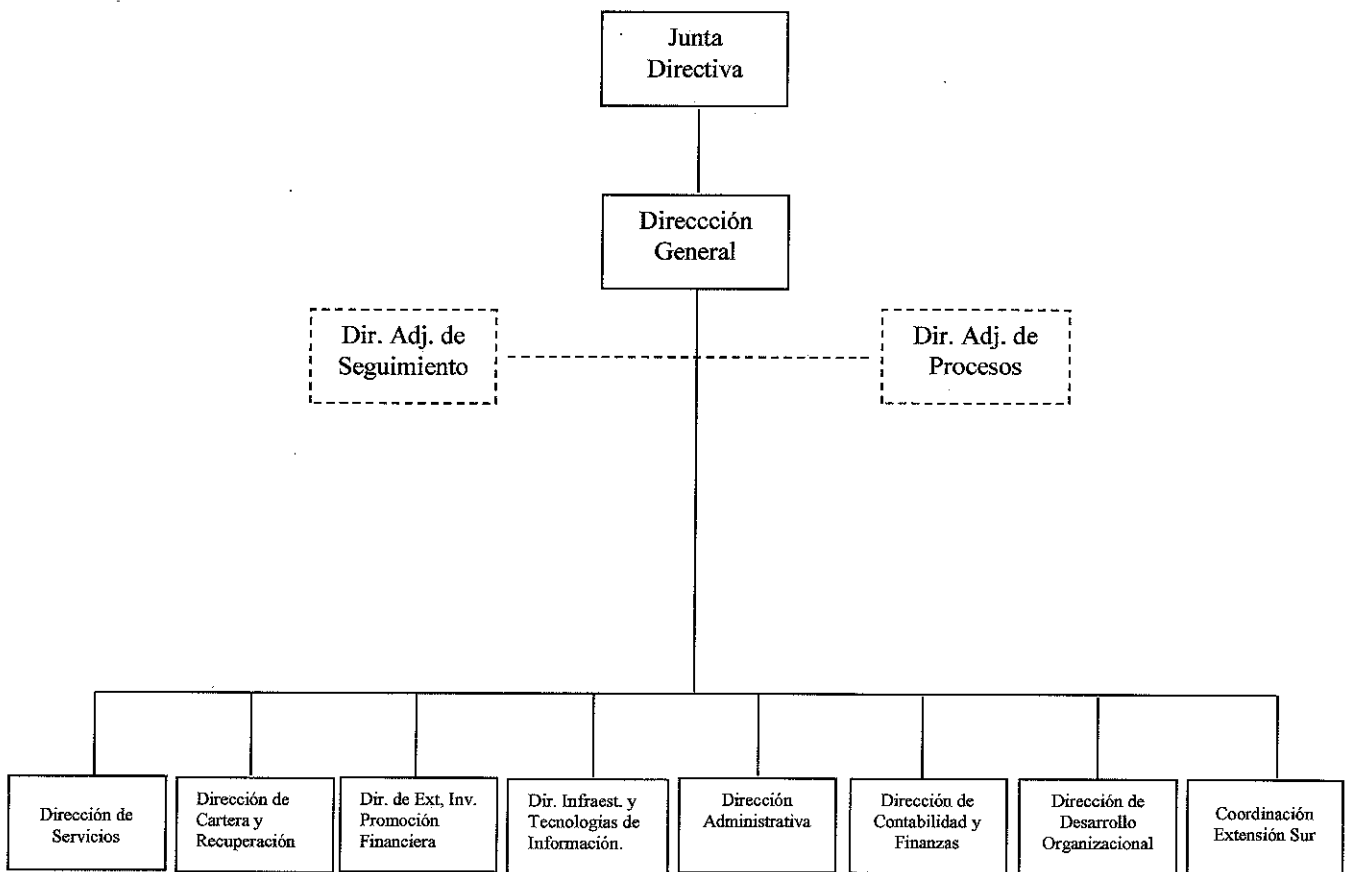 Junta
Directiva
Direccción
General
Dir. Adj. de
Seguimiento
Dir. Adj. de
Procesos
Dirección de
Servicios
Dirección de
Cartera y
Recuperación
Dir. de Ext, Inv.
Promoción
Financiera
Dir. Infraest. y
Tecnologías de
Información.
Dirección
Administrativa
Dirección de
Contabilidad y
Finanzas
Dirección de
Desarrollo
Organizacional
Coordinación
Extensión Sur